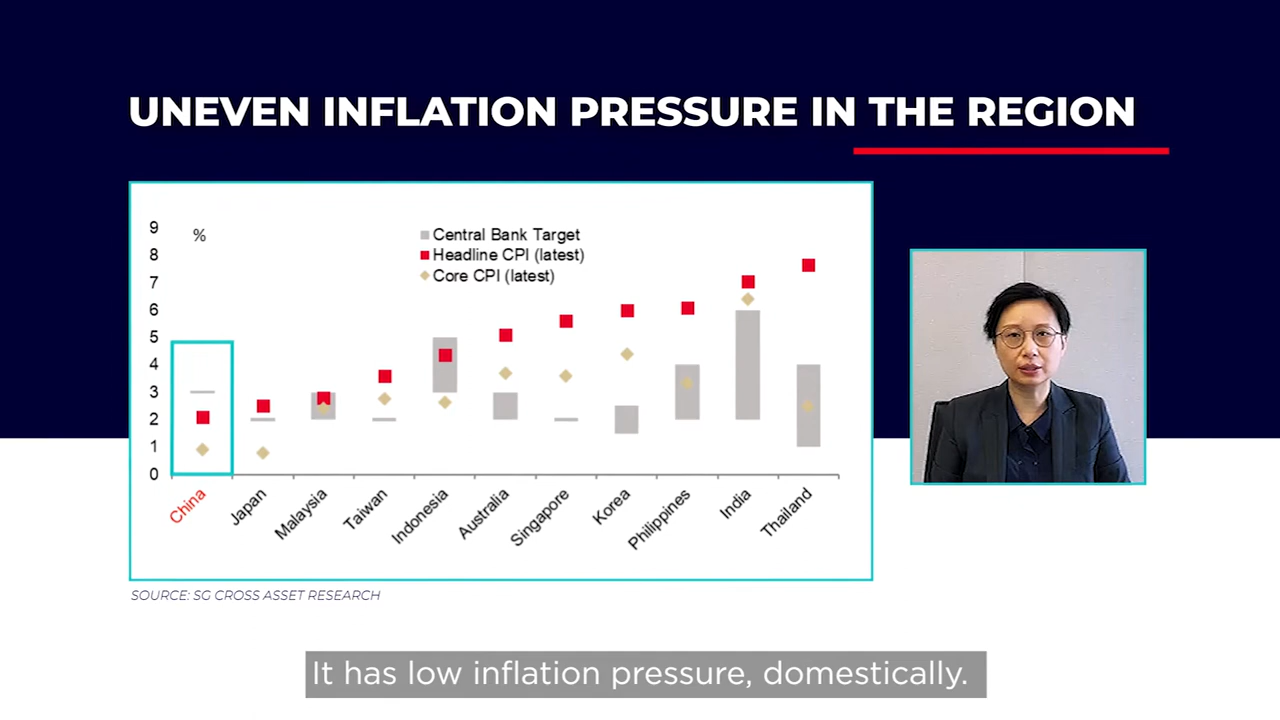 UNEVEN INFLATION PRESSURE IN THE REGION
%
Central Bank Target
Headline CPI (latest)
Core CPI (latest)
9
8
7
6
5
4
3
2
1
0
China
Japan
Malaysia
Taiwan
Indonesia
Australia
Singapore
Korea
Philippines
India
Thailand
SOURCE: SG CROSS ASSET RESEARCH
It has low inflation pressure, domestically.